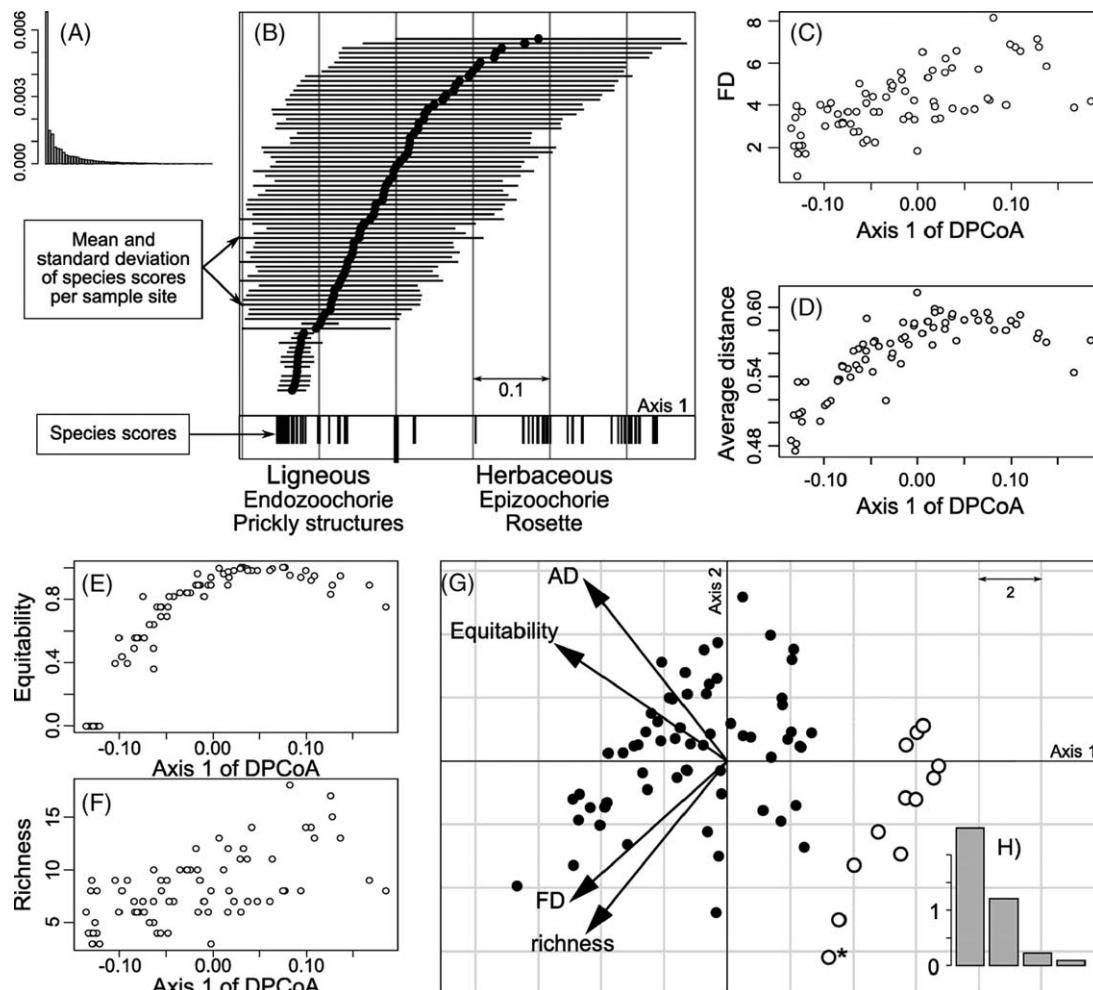 (A)
0.006
0.003
0.000
(B)
Mean and
standard deviation
of species scores
per sample site
0.1
Axis 1
Species scores
Ligneous
Endozoochorie
Prickly structures
Herbaceous
Epizoochorie
Rosette
(C)
FD
8
6
4
2
-0.10
0.00
0.10
Axis 1 of DPCoA
(D)
Average distance
0.60
0.54
0.48
-0.10
0.00
0.10
Axis 1 of DPCoA
(E)
Equitability
0.8
0.4
0.0
-0.10
0.00
0.10
Axis 1 of DPCoA
(F)
Richness
15
10
5
-0.10
0.00
0.10
Axis 1 of DPCoA
(G)
AD
Equitability
FD
richness
Axis 2
Axis 1
2
*
H)
1
0